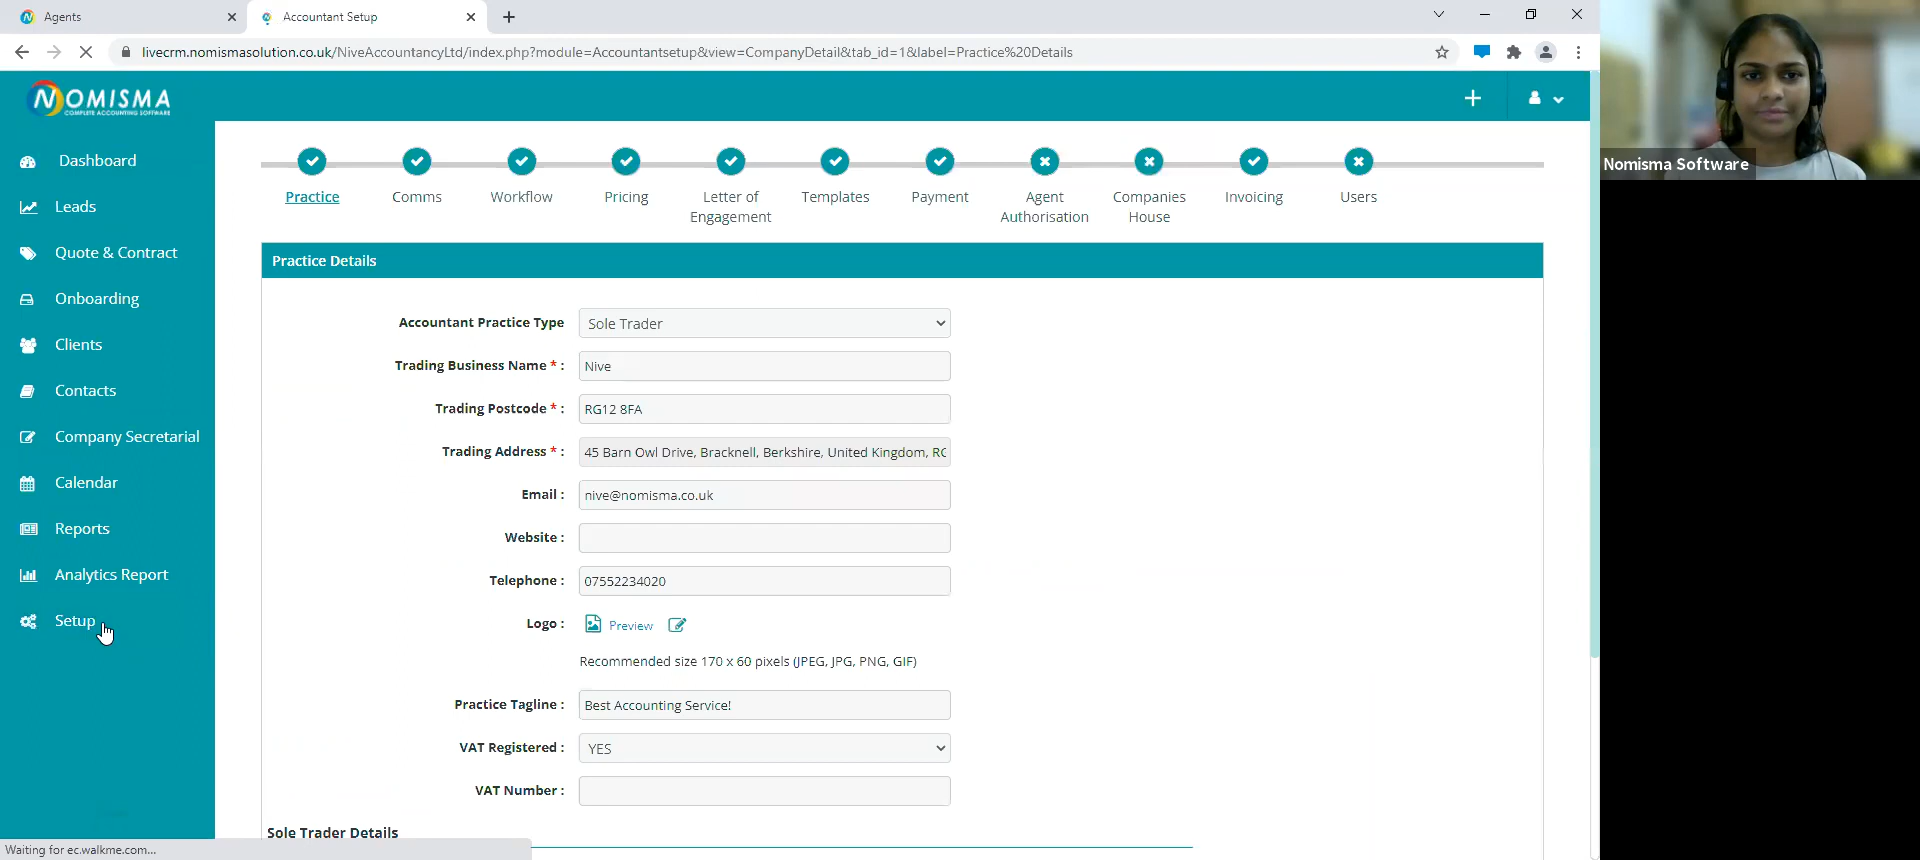 Agents
Accountant Setup
livecrm.nomismasolution.co.uk/NiveAccountancyLtd/index.php?module=Accountantsetup&view=CompanyDetail&tab_id=1&label=Practice%20Details
NOMISMA
COMPLETE ACCOUNTING SOFTWARE
Dashboard
Leads
Quote & Contract
Onboarding
Clients
Contacts
Company Secretarial
Calendar
Reports
Analytics Report
Setup
Practice
Comms
Workflow
Pricing
Letter of
Engagement
Templates
Payment
Agent
Authorisation
Companies
House
Invoicing
Users
Practice Details
Accountant Practice Type
Sole Trader
Trading Business Name * :
Nive
Trading Postcode * :
RG12 8FA
Trading Address * :
45 Barn Owl Drive, Bracknell, Berkshire, United Kingdom, RG
Email :
nive@nomisma.co.uk
Website :
Telephone :
07552234020
Logo :
Preview
Recommended size 170 x 60 pixels (JPEG, JPG, PNG, GIF)
Practice Tagline :
Best Accounting Service!
VAT Registered :
YES
VAT Number :
Sole Trader Details
Waiting for ec.walkme.com...
Nomisma Software